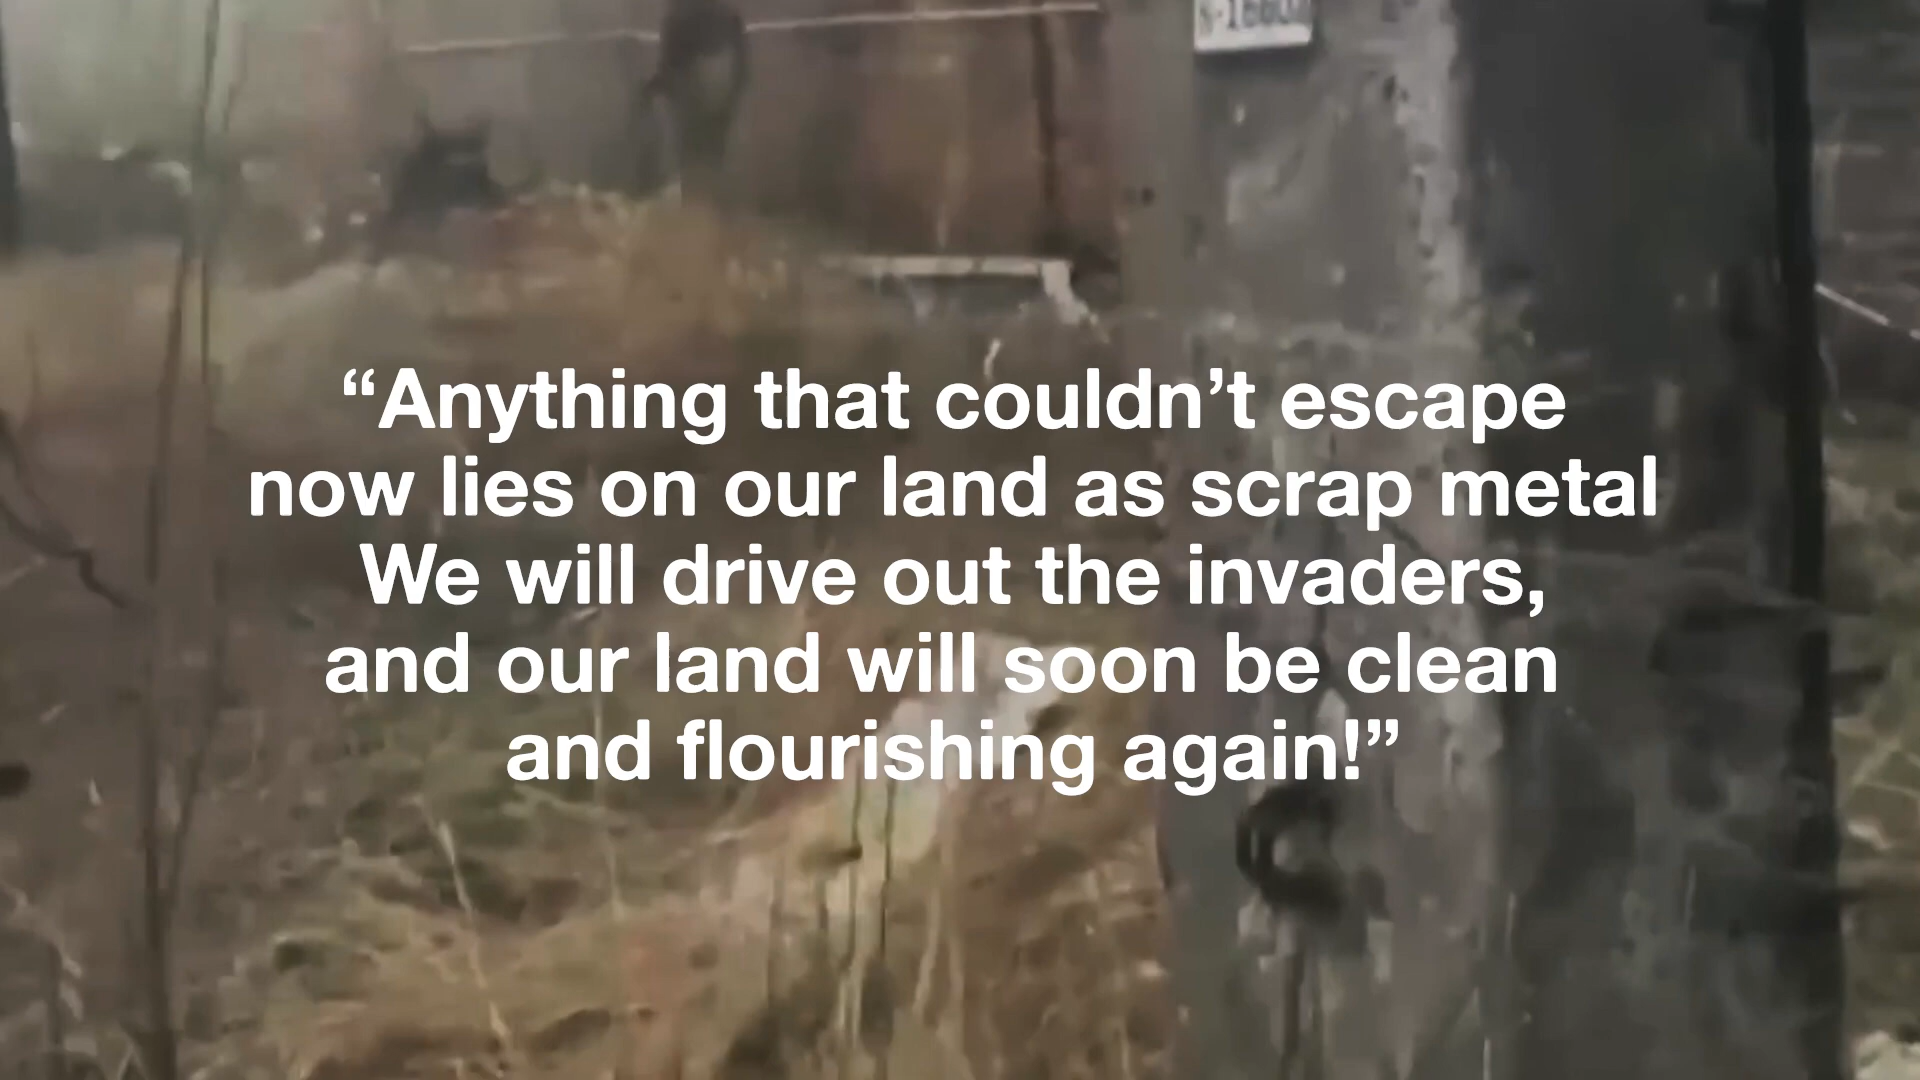 “Anything that couldn’t escape
now lies on our land as scrap metal
We will drive out the invaders,
and our land will soon be clean
and flourishing again!”